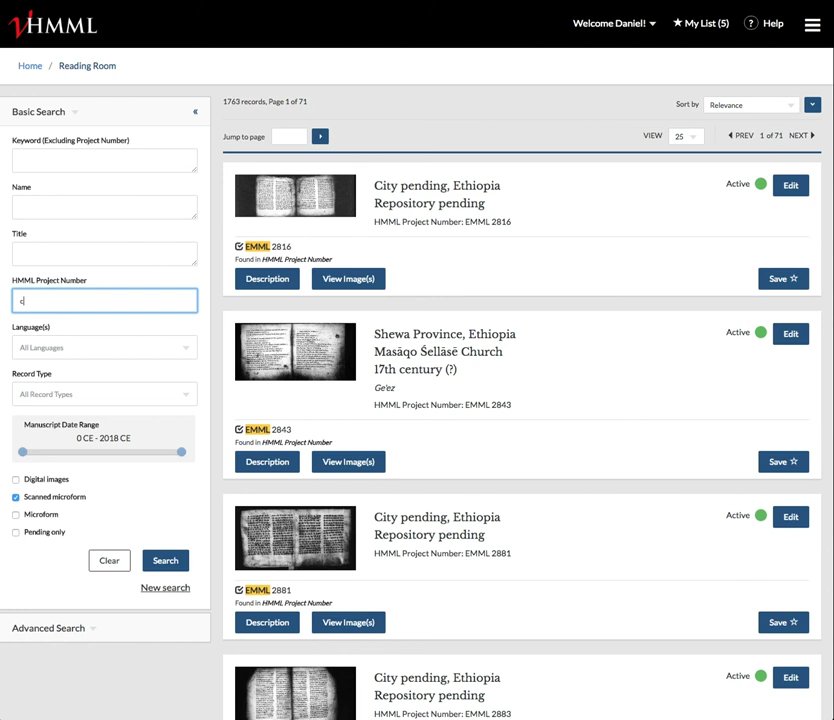 vHMML
Welcome Daniel!
★ My List (5)
? Help
Home / Reading Room
Basic Search
«
Keyword (Excluding Project Number)
Name
Title
HMML Project Number
c
Language(s)
All Languages
Record Type
All Record Types
Manuscript Date Range
0 CE - 2018 CE
Digital images
Scanned microform
Microform
Pending only
Clear
Search
New search
Advanced Search
1763 records, Page 1 of 71
Sort by
Relevance
Jump to page
VIEW
25
PREV 1 of 71 NEXT
City pending, Ethiopia
Repository pending
HMML Project Number: EMML 2816
Active
Edit
EMML 2816
Found in HMML Project Number
Description
View Image(s)
Save ☆
Shewa Province, Ethiopia
Masāqo Śellāsē Church
17th century (?)
Ge'ez
HMML Project Number: EMML 2843
Active
Edit
EMML 2843
Found in HMML Project Number
Description
View Image(s)
Save ☆
City pending, Ethiopia
Repository pending
HMML Project Number: EMML 2881
Active
Edit
EMML 2881
Found in HMML Project Number
Description
View Image(s)
Save ☆
City pending, Ethiopia
Repository pending
HMML Project Number: EMML 2883
Active
Edit